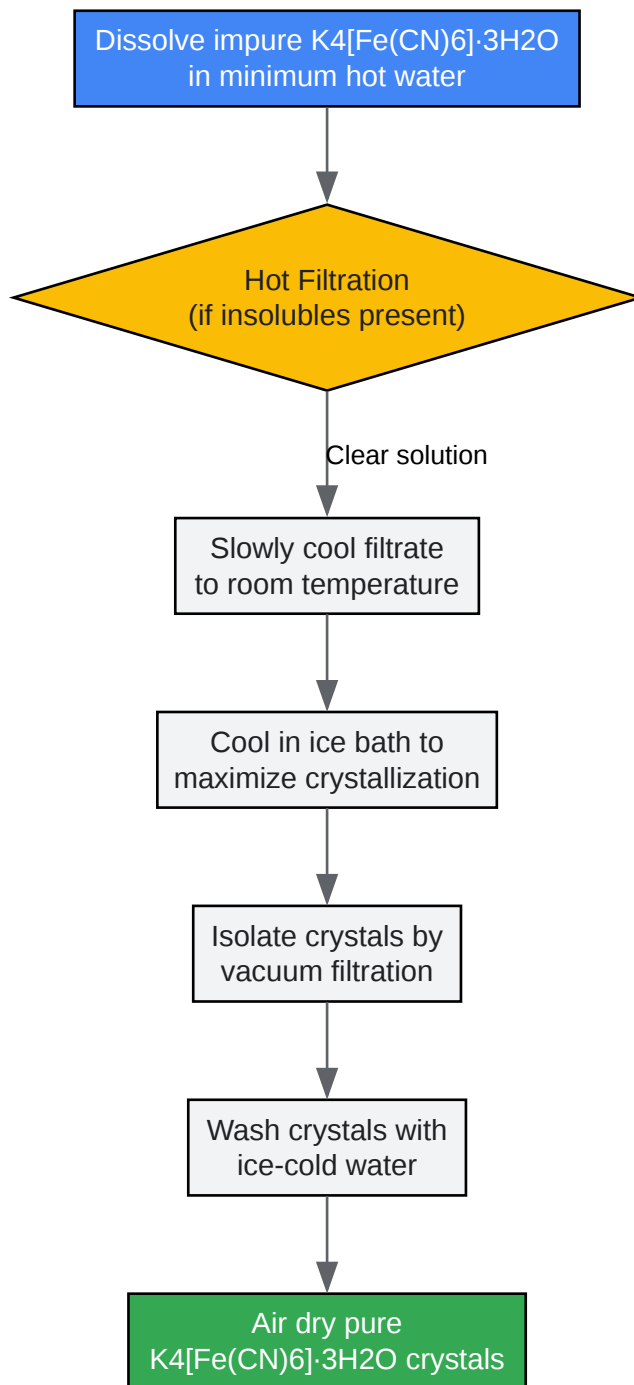 Dissolve impure K4[Fe(CN)6]·3H2O
in minimum hot water
Hot Filtration
(if insolubles present)
Clear solution
Slowly cool filtrate
to room temperature
Cool in ice bath to
maximize crystallization
Isolate crystals by
vacuum filtration
Wash crystals with
ice-cold water
Air dry pure
K4[Fe(CN)6]·3H2O crystals